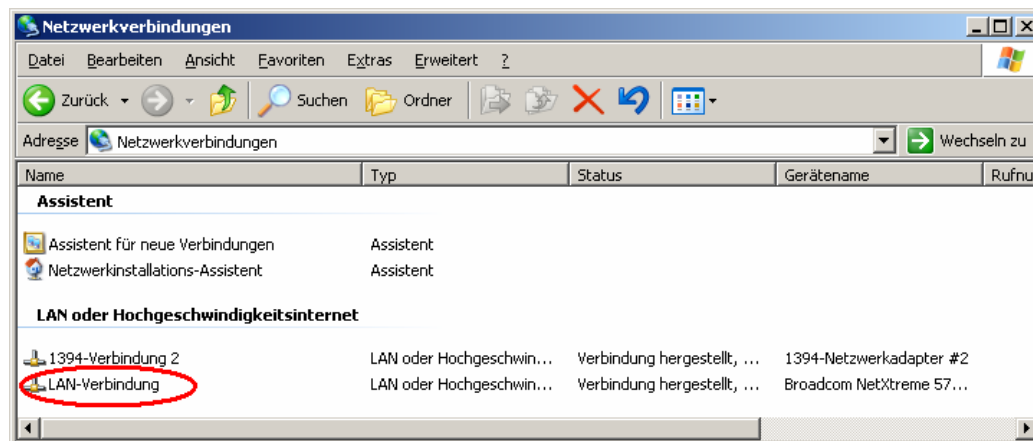 Netzwerkverbindungen
Datei Bearbeiten Ansicht Favoriten Extras Erweitert ?
Zurück Suchen Ordner
Adresse Netzwerkverbindungen Wechseln zu
Name Typ Status Gerätename Rufnu
Assistent
Assistent für neue Verbindungen Assistent
Netzwerkinstallations-Assistent Assistent
LAN oder Hochgeschwindigkeitsinternet
1394-Verbindung 2 LAN oder Hochgeschwin... Verbindung hergestellt, ... 1394-Netzwerkadapter #2
LAN-Verbindung LAN oder Hochgeschwin... Verbindung hergestellt, ... Broadcom NetXtreme 57...